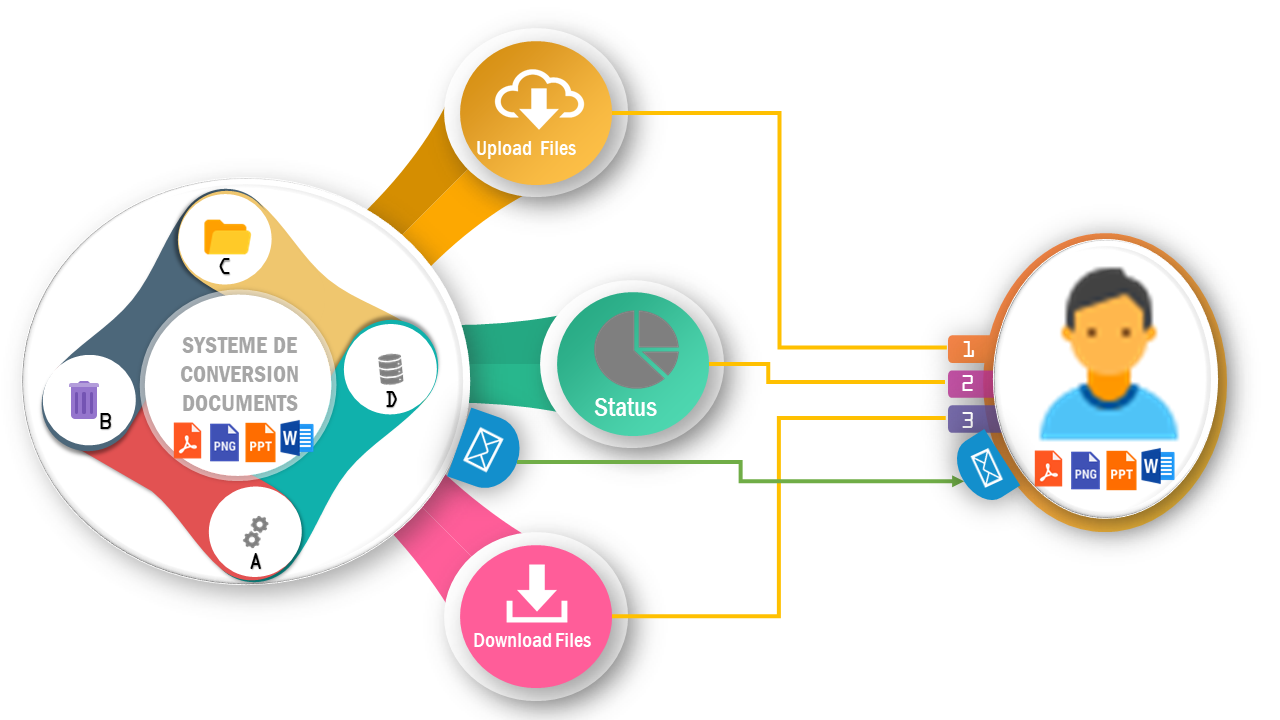 Upload Files
C
SYSTEME DE
CONVERSION
DOCUMENTS
B
D
PNG
PPT
W
A
Status
Download Files
1
2
3
PNG
PPT
W